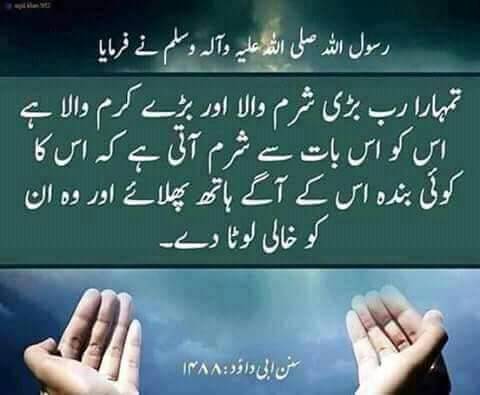 رسول اللہ صلی اللہ علیہ وآلہ وسلم نے فرمایا
تمہارا رب بڑی شرم والا اور بڑے کرم والا ہے
اس کو اس بات سے شرم آتی ہے کہ اس کا
کوئی بندہ اس کے آگے ہاتھ پھلائے اور وہ ان
کو خالی لوٹا دے۔
سنن ابی داؤد: ۱۴۸۸